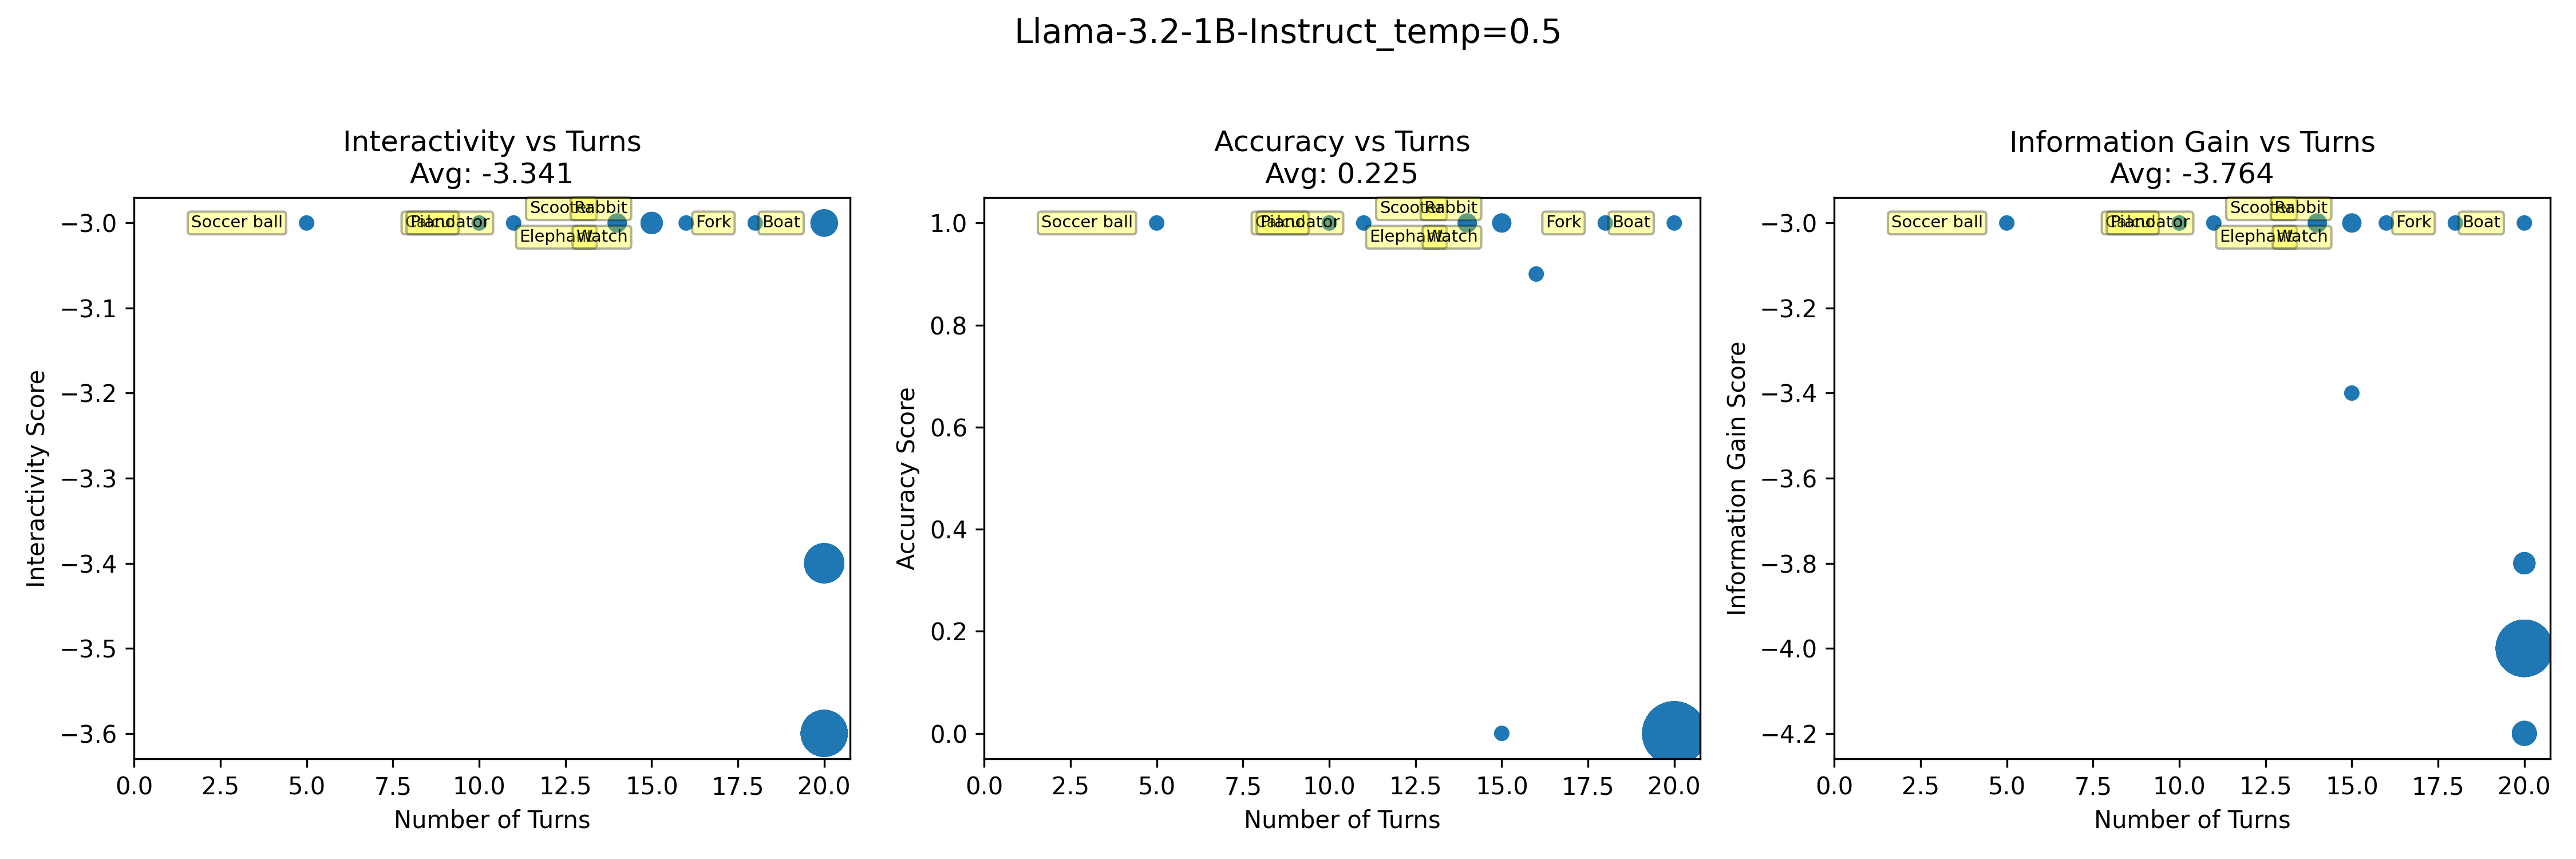 Llama-3.2-1B-Instruct_temp=0.5
Interactivity vs Turns
Avg: -3.341
Interactivity Score
−3.0
−3.1
−3.2
−3.3
−3.4
−3.5
−3.6
Soccer ball
Scooter
Rabbit
Elephant
Watch
Fork
Boat
0.0 2.5 5.0 7.5 10.0 12.5 15.0 17.5 20.0
Number of Turns
Accuracy vs Turns
Avg: 0.225
Accuracy Score
1.0
0.8
0.6
0.4
0.2
0.0
Soccer ball
Scooter
Rabbit
Elephant
Watch
Fork
Boat
0.0 2.5 5.0 7.5 10.0 12.5 15.0 17.5 20.0
Number of Turns
Information Gain vs Turns
Avg: -3.764
Information Gain Score
−3.0
−3.2
−3.4
−3.6
−3.8
−4.0
−4.2
Soccer ball
Scooter
Rabbit
Elephant
Watch
Fork
Boat
0.0 2.5 5.0 7.5 10.0 12.5 15.0 17.5 20.0
Number of Turns